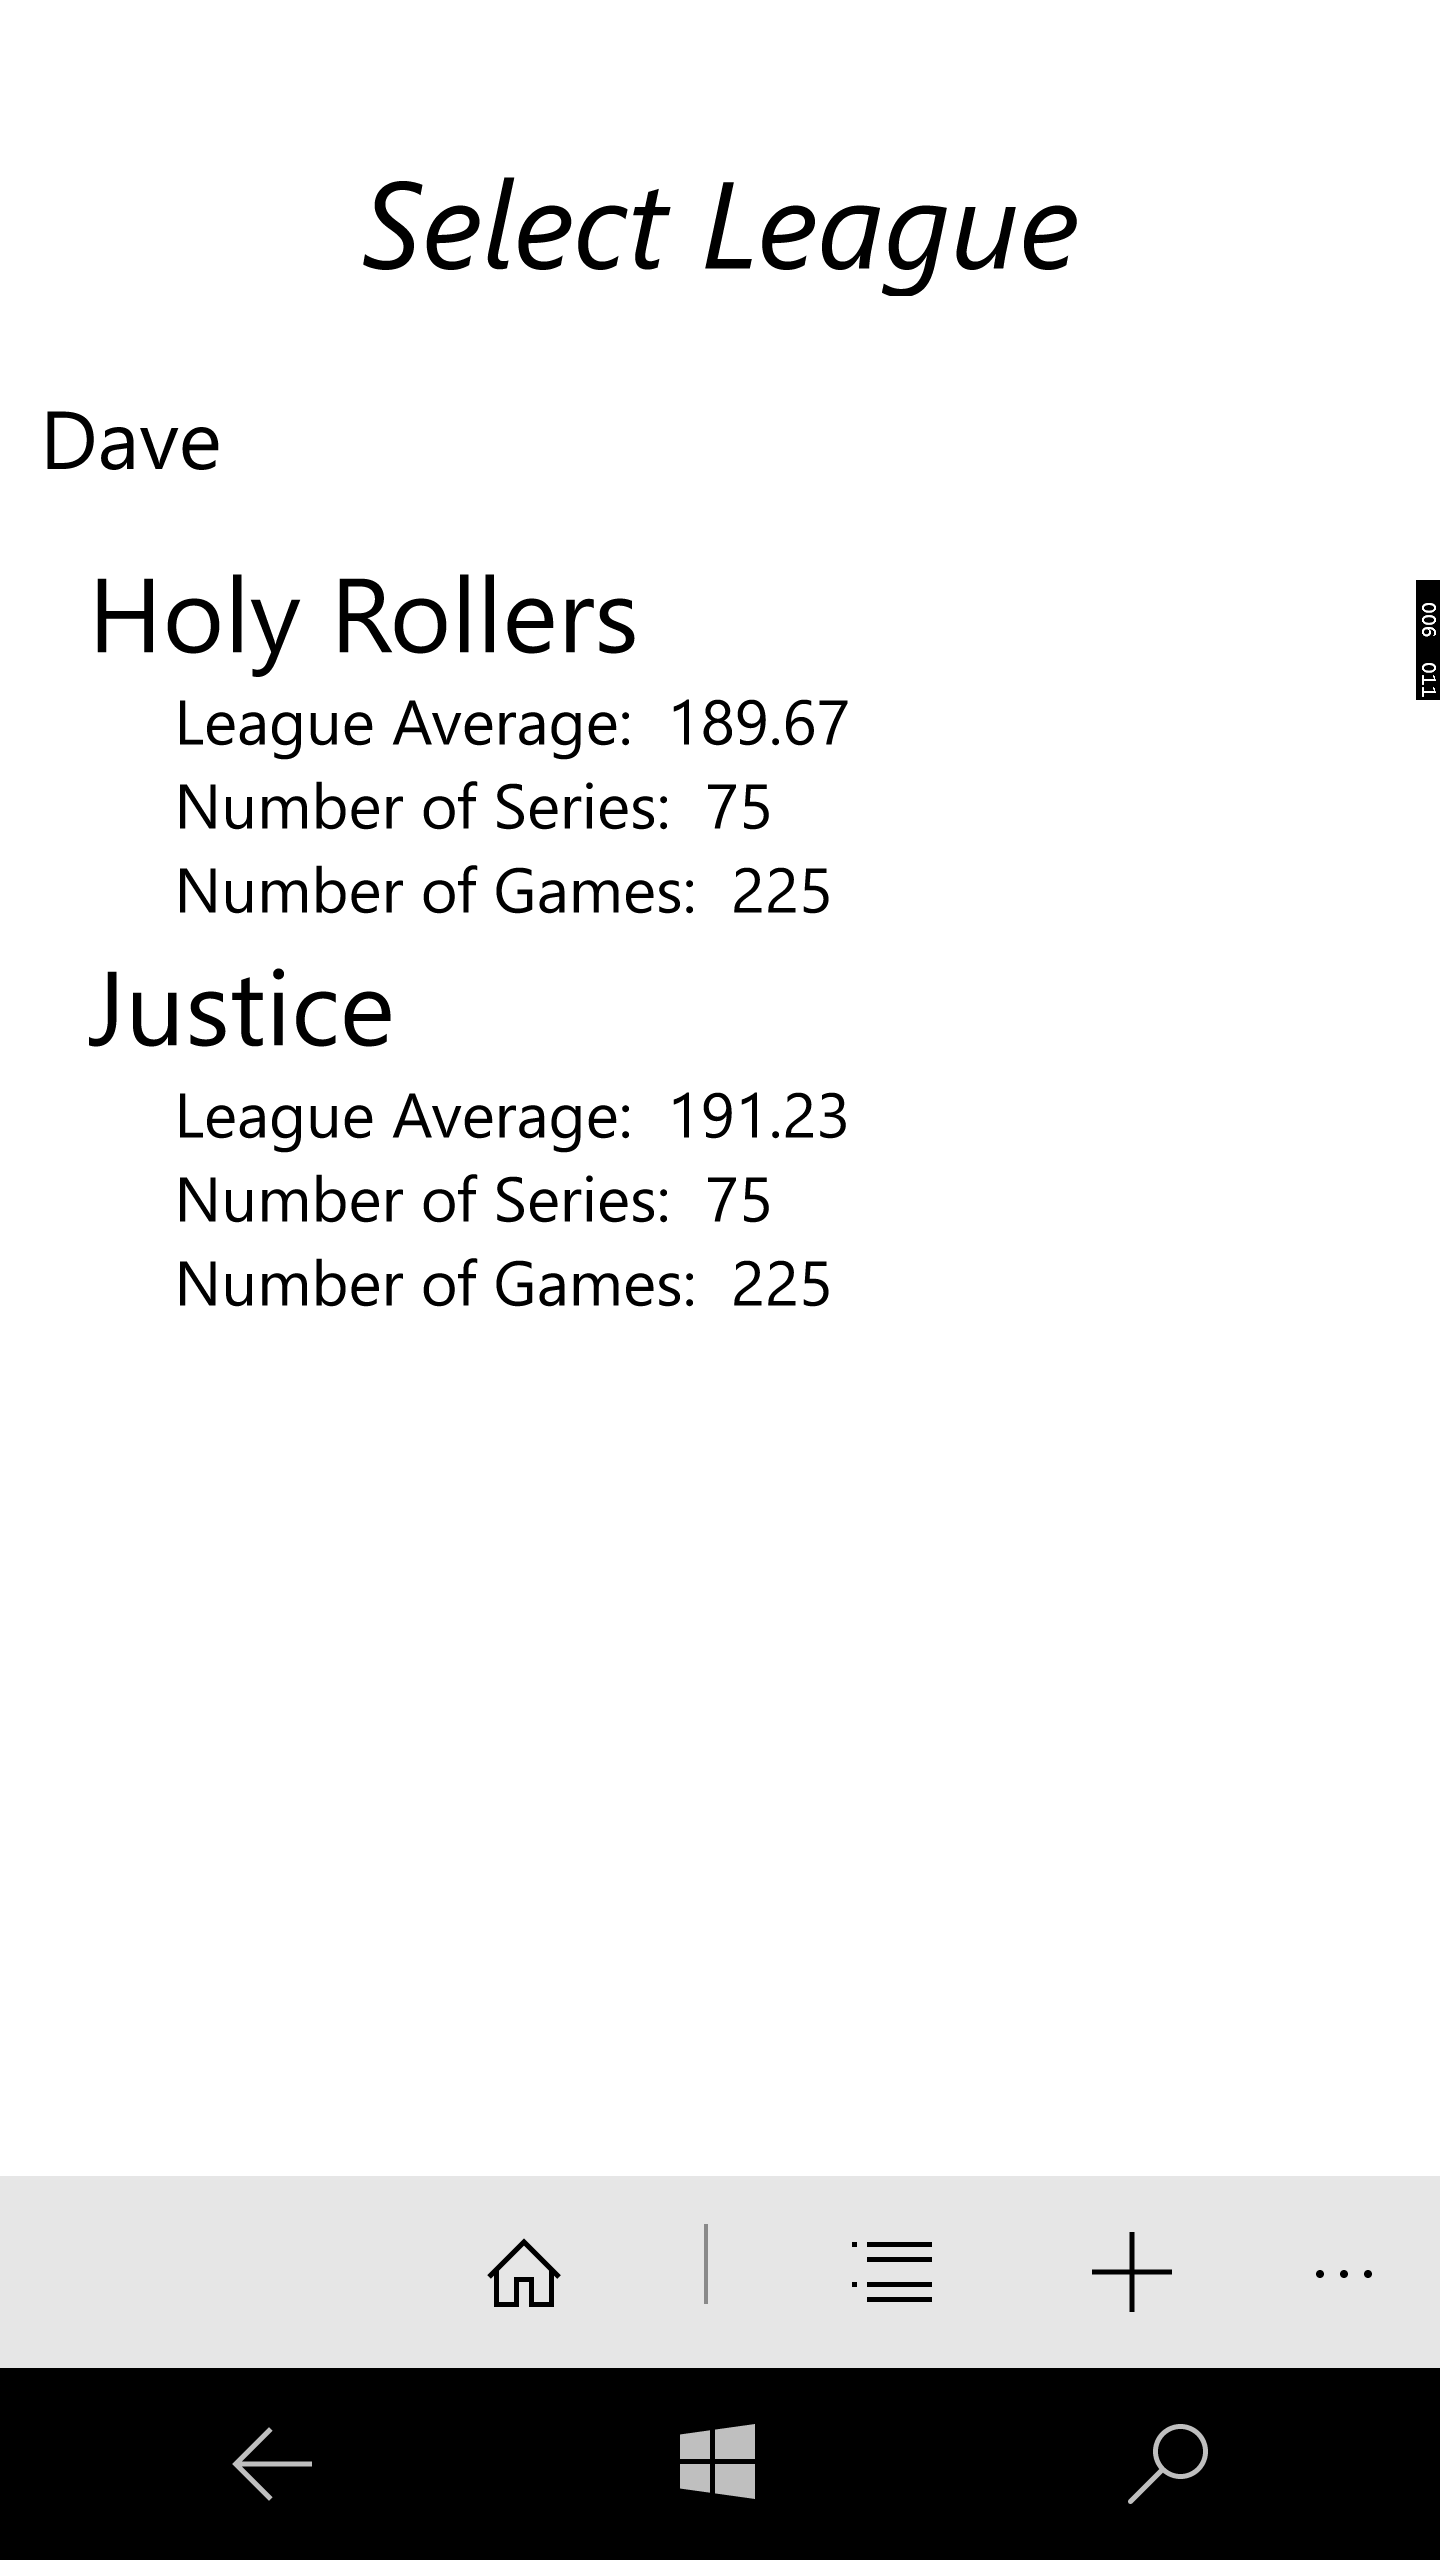 Select League
Dave
Holy Rollers
League Average: 189.67
Number of Series: 75
Number of Games: 225
Justice
League Average: 191.23
Number of Series: 75
Number of Games: 225
006 011